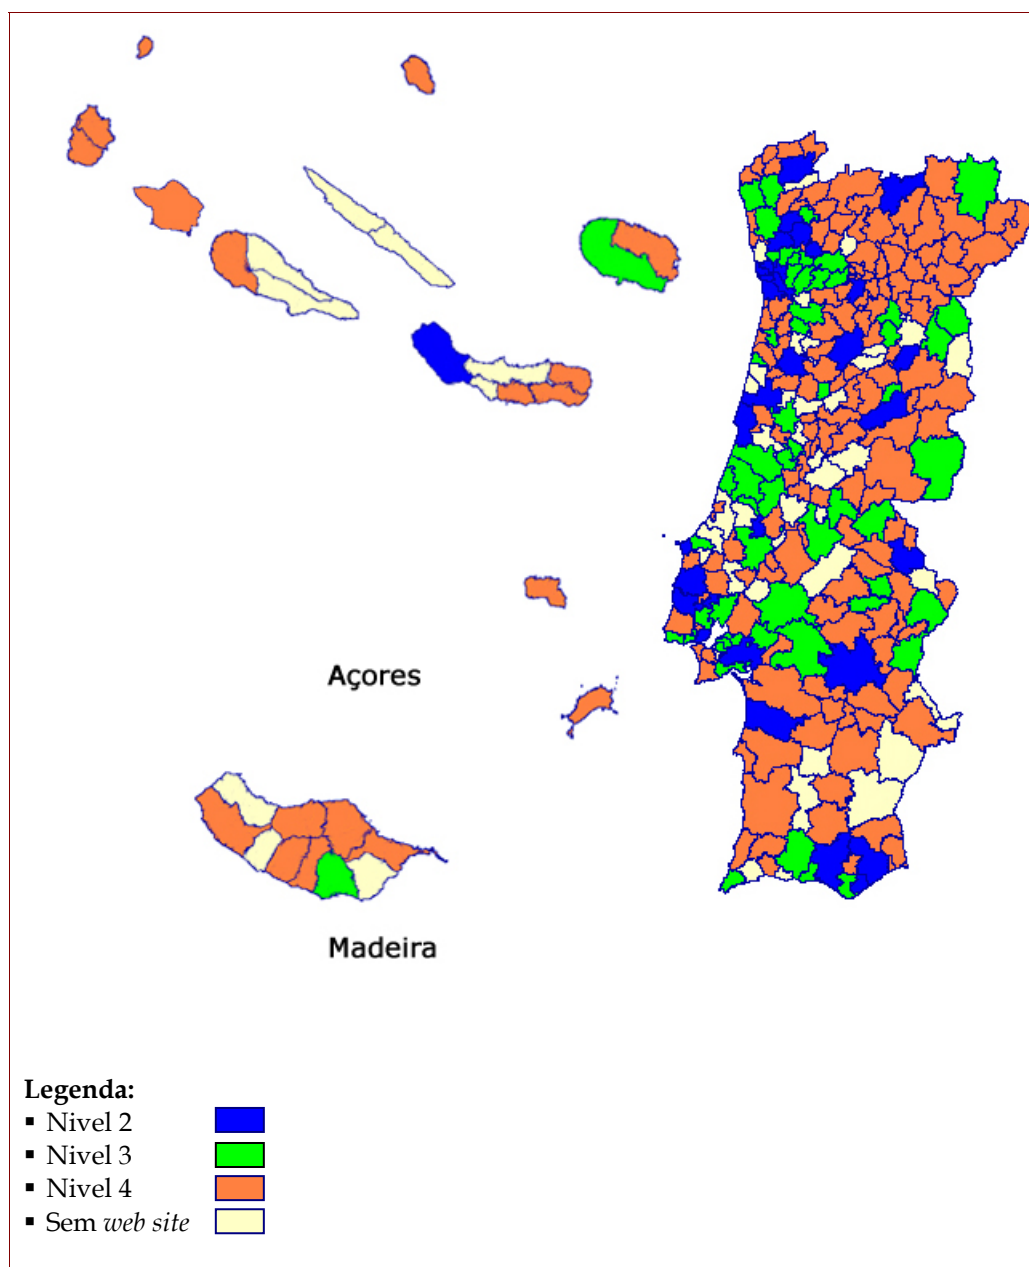 Açores
Madeira
Legenda:
▪ Nivel 2
▪ Nivel 3
▪ Nivel 4
▪ Sem web site